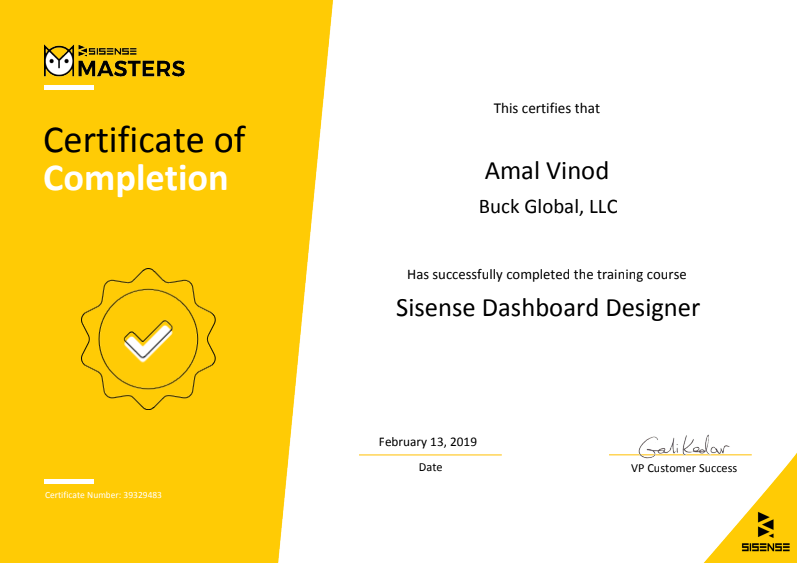 SISENSE
MASTERS
Certificate of
Completion
Certificate Number: 39329483
This certifies that
Amal Vinod
Buck Global, LLC
Has successfully completed the training course
Sisense Dashboard Designer
February 13, 2019
Date
Gali Kedar
VP Customer Success
SISENSE